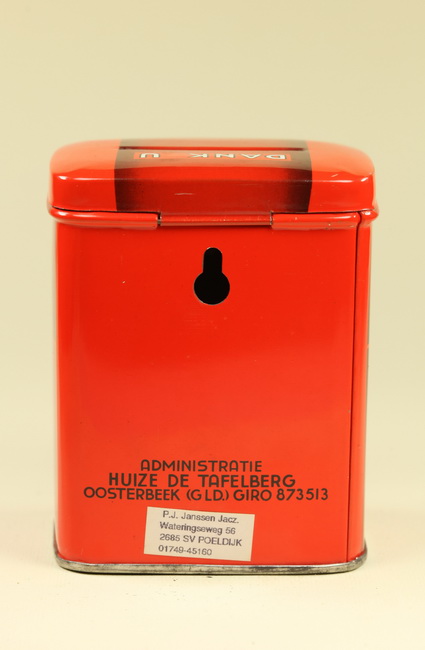 DANK U
ADMINISTRATIE
HUIZE DE TAFELBERG
OOSTERBEEK (GLD.) GIRO 873513
P.J. Janssen Jacz.
Wateringseweg 56
2685 SV POELDIJK
01749-45160